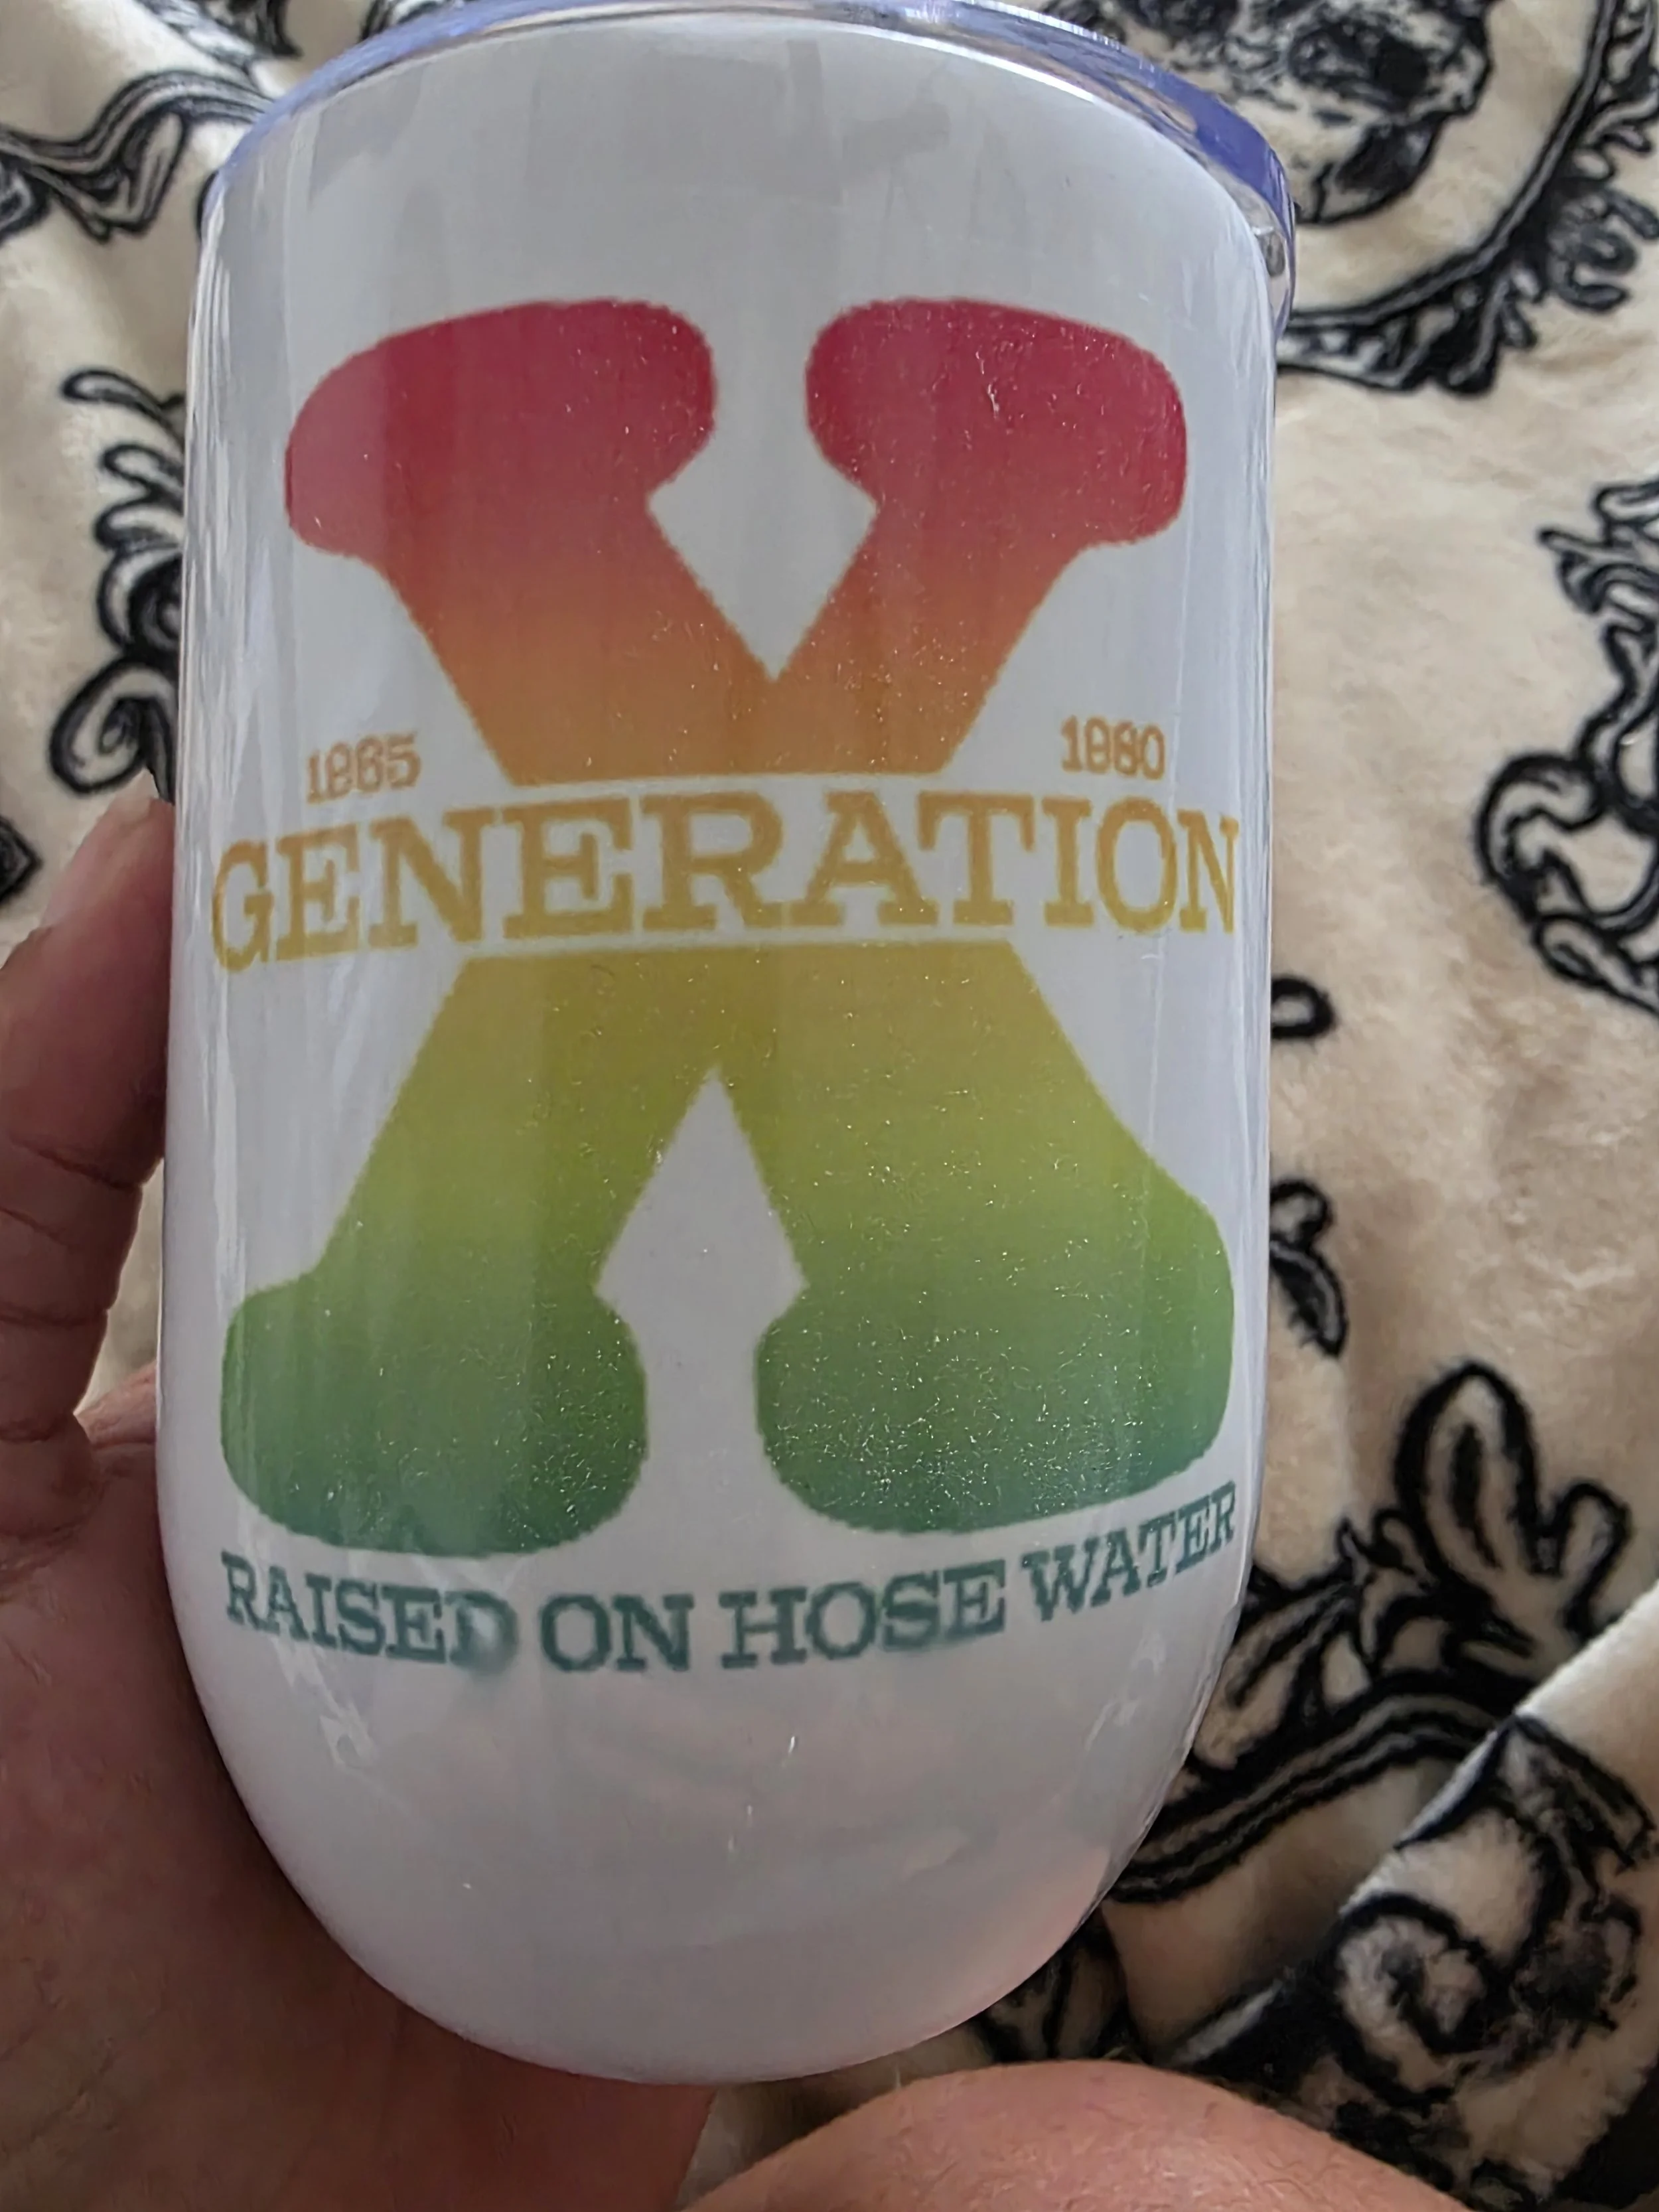 X
1965 1980
GENERATION
RAISED ON HOSE WATER